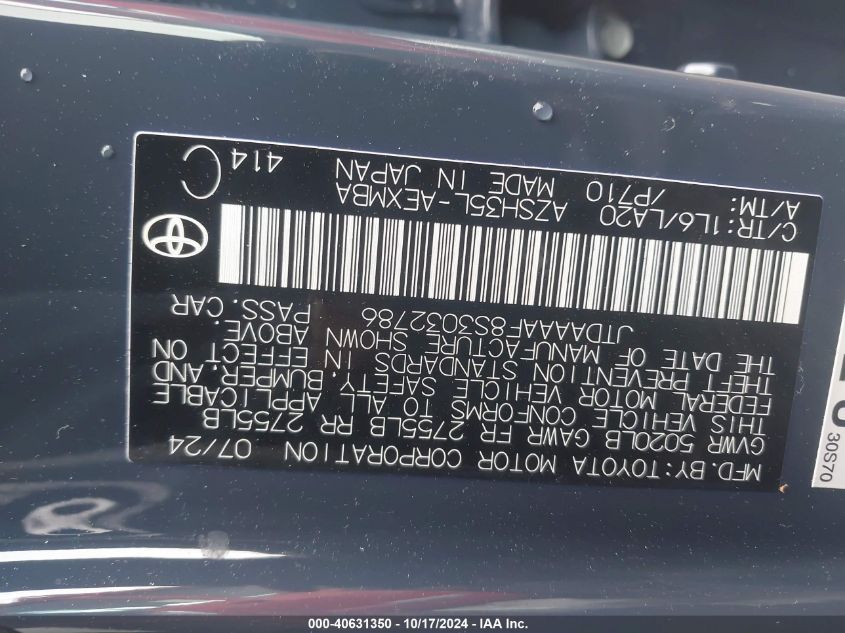 MFD. BY: TOYOTA MOTOR CORPORATION 07/24
GVWR 5020LB GAWR FR 2755LB RR 2755LB
THIS VEHICLE CONFORMS TO ALL APPLICABLE
FEDERAL MOTOR VEHICLE SAFETY, BUMPER, AND
THEFT PREVENTION STANDARDS IN EFFECT ON
THE DATE OF MANUFACTURE SHOWN ABOVE.
JTDAAAAF8S3032786 PASS. CAR
C/TR: 1L6/LA20 AZSH35L-AEXMBA
A/TM: /P710 MADE IN JAPAN
414 C
30S70
000-40631350 - 10/17/2024 - IAA Inc.